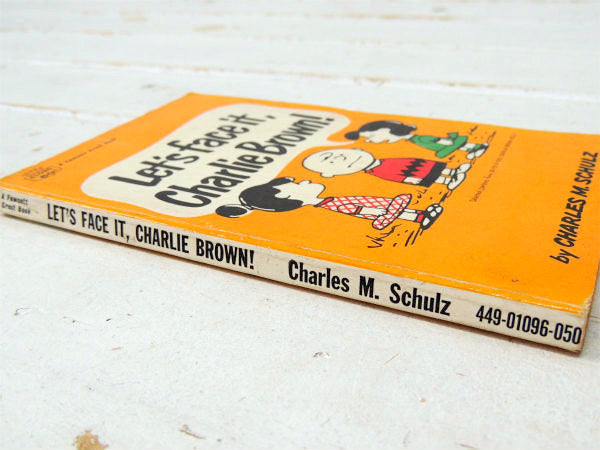 Let's face it,
Charlie Brown!
by CHARLES M. SCHULZ
A Fawcett
Crest Book
LET'S FACE IT, CHARLIE BROWN!
Charles M. Schulz
449-01096-050